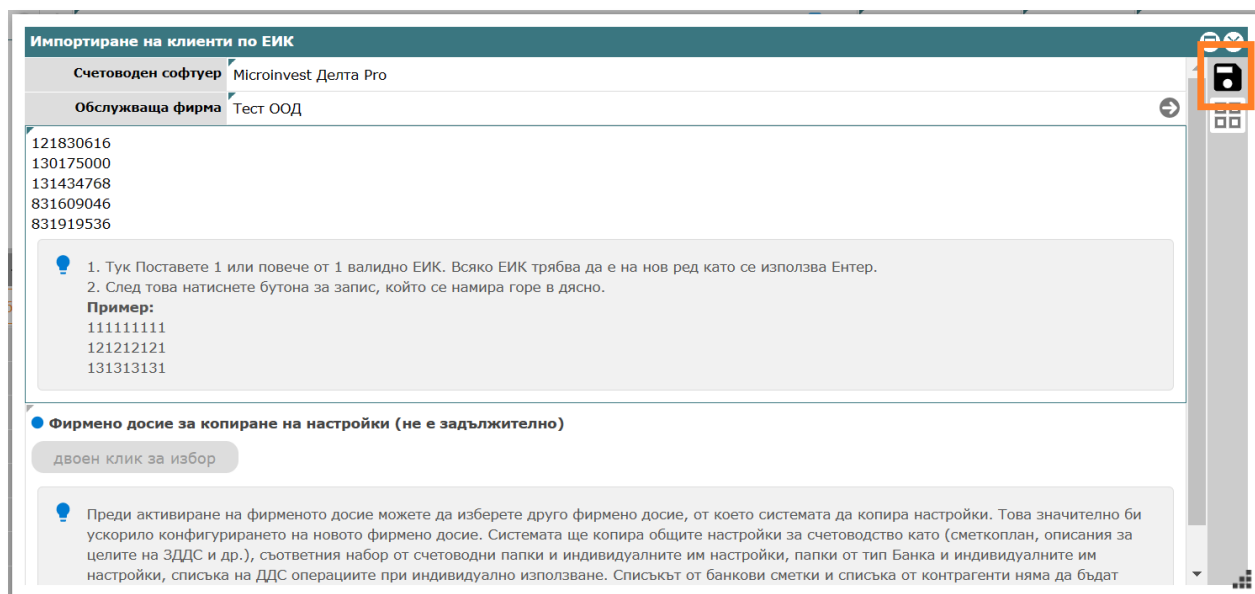 Импортиране на клиенти по ЕИК
Счетоводен софтуер Microinvest Делта Pro
Обслужваща фирма Тест ООД
121830616
130175000
131434768
831609046
831919536
1. Тук Поставете 1 или повече от 1 валидно ЕИК. Всяко ЕИК трябва да е на нов ред като се използва Ентер.
2. След това натиснете бутона за запис, който се намира горе в дясно.
Пример:
111111111
121212121
131313131
Фирмено досие за копиране на настройки (не е задължително)
двоен клик за избор
Преди активиране на фирменото досие можете да изберете друго фирмено досие, от което системата да копира настройки. Това значително би
ускорило конфигурирането на новото фирмено досие. Системата ще копира общите настройки за счетоводство като (сметкоплан, описания за
целите на ЗДДС и др.), съответния набор от счетоводни папки и индивидуалните им настройки, папки от тип Банка и индивидуалните им
настройки, списъка на ДДС операциите при индивидуално използване. Списъкът от банкови сметки и списъка от контрагенти няма да бъдат